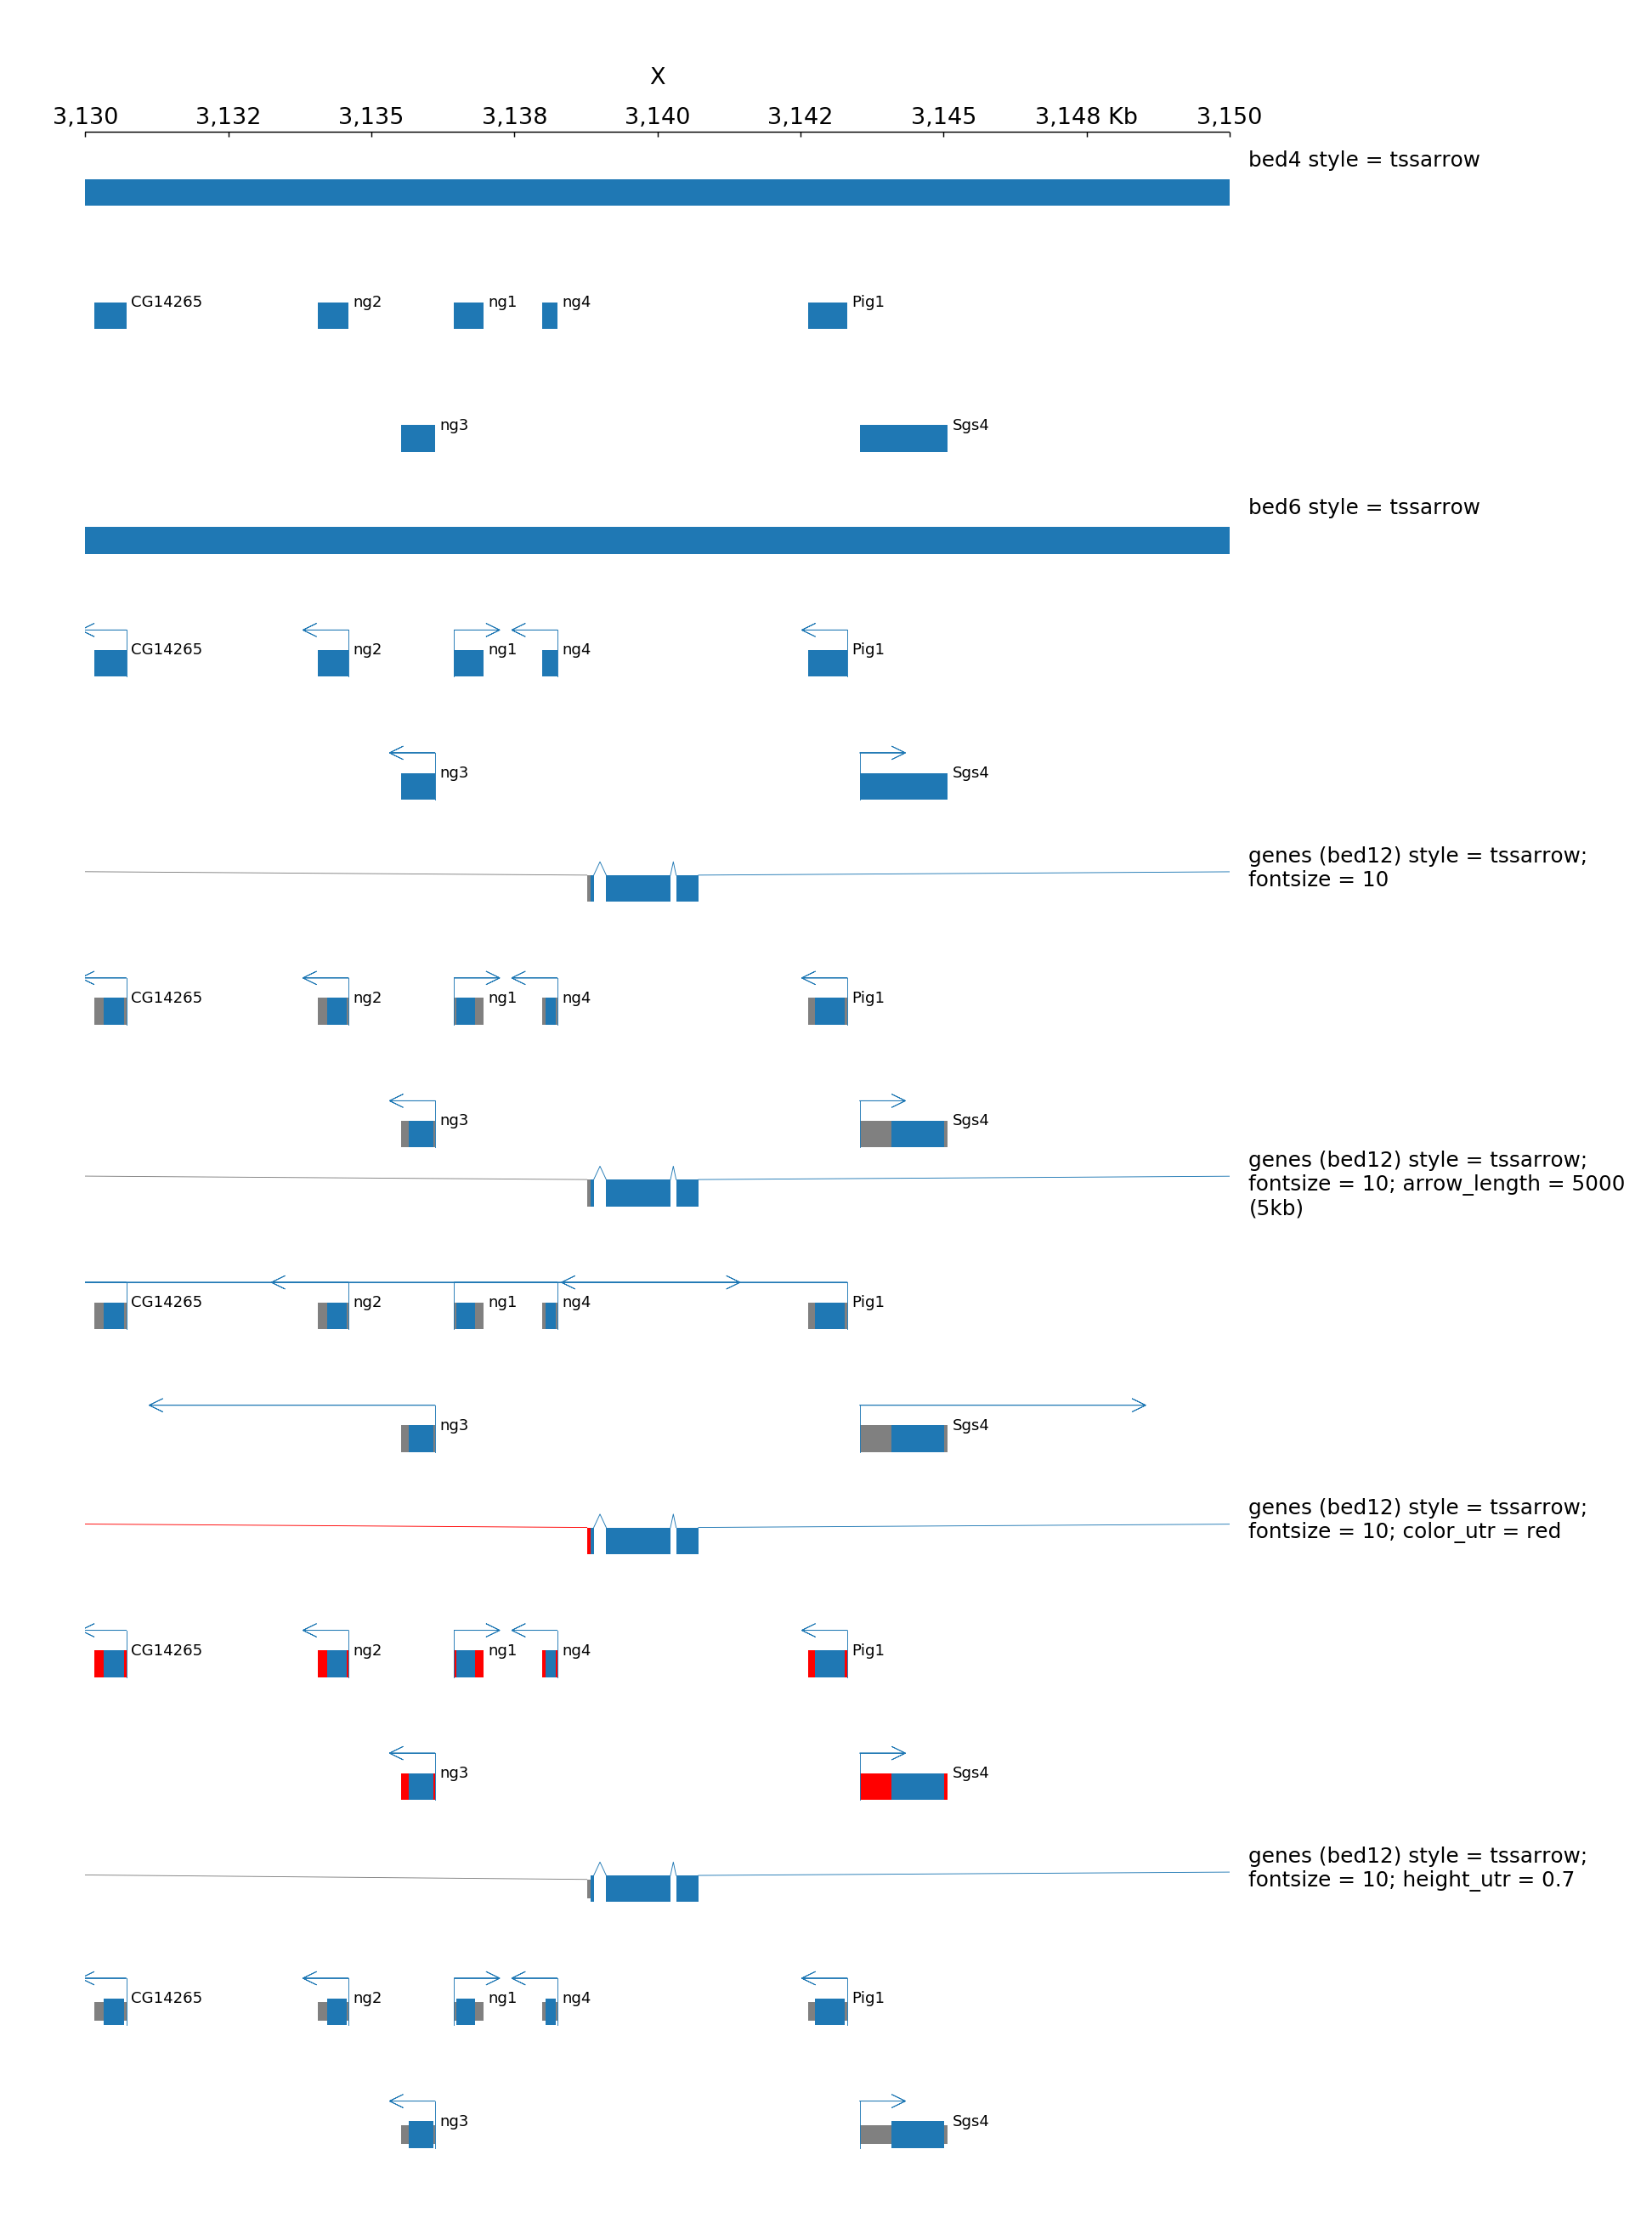 X
3,130 3,132 3,135 3,138 3,140 3,142 3,145 3,148 Kb 3,150
bed4 style = tssarrow
CG14265 ng2 ng1 ng4 Pig1
ng3 Sgs4
bed6 style = tssarrow
CG14265 ng2 ng1 ng4 Pig1
ng3 Sgs4
genes (bed12) style = tssarrow;
fontsize = 10
CG14265 ng2 ng1 ng4 Pig1
ng3 Sgs4
genes (bed12) style = tssarrow;
fontsize = 10; arrow_length = 5000
(5kb)
CG14265 ng2 ng1 ng4 Pig1
ng3 Sgs4
genes (bed12) style = tssarrow;
fontsize = 10; color_utr = red
CG14265 ng2 ng1 ng4 Pig1
ng3 Sgs4
genes (bed12) style = tssarrow;
fontsize = 10; height_utr = 0.7
CG14265 ng2 ng1 ng4 Pig1
ng3 Sgs4